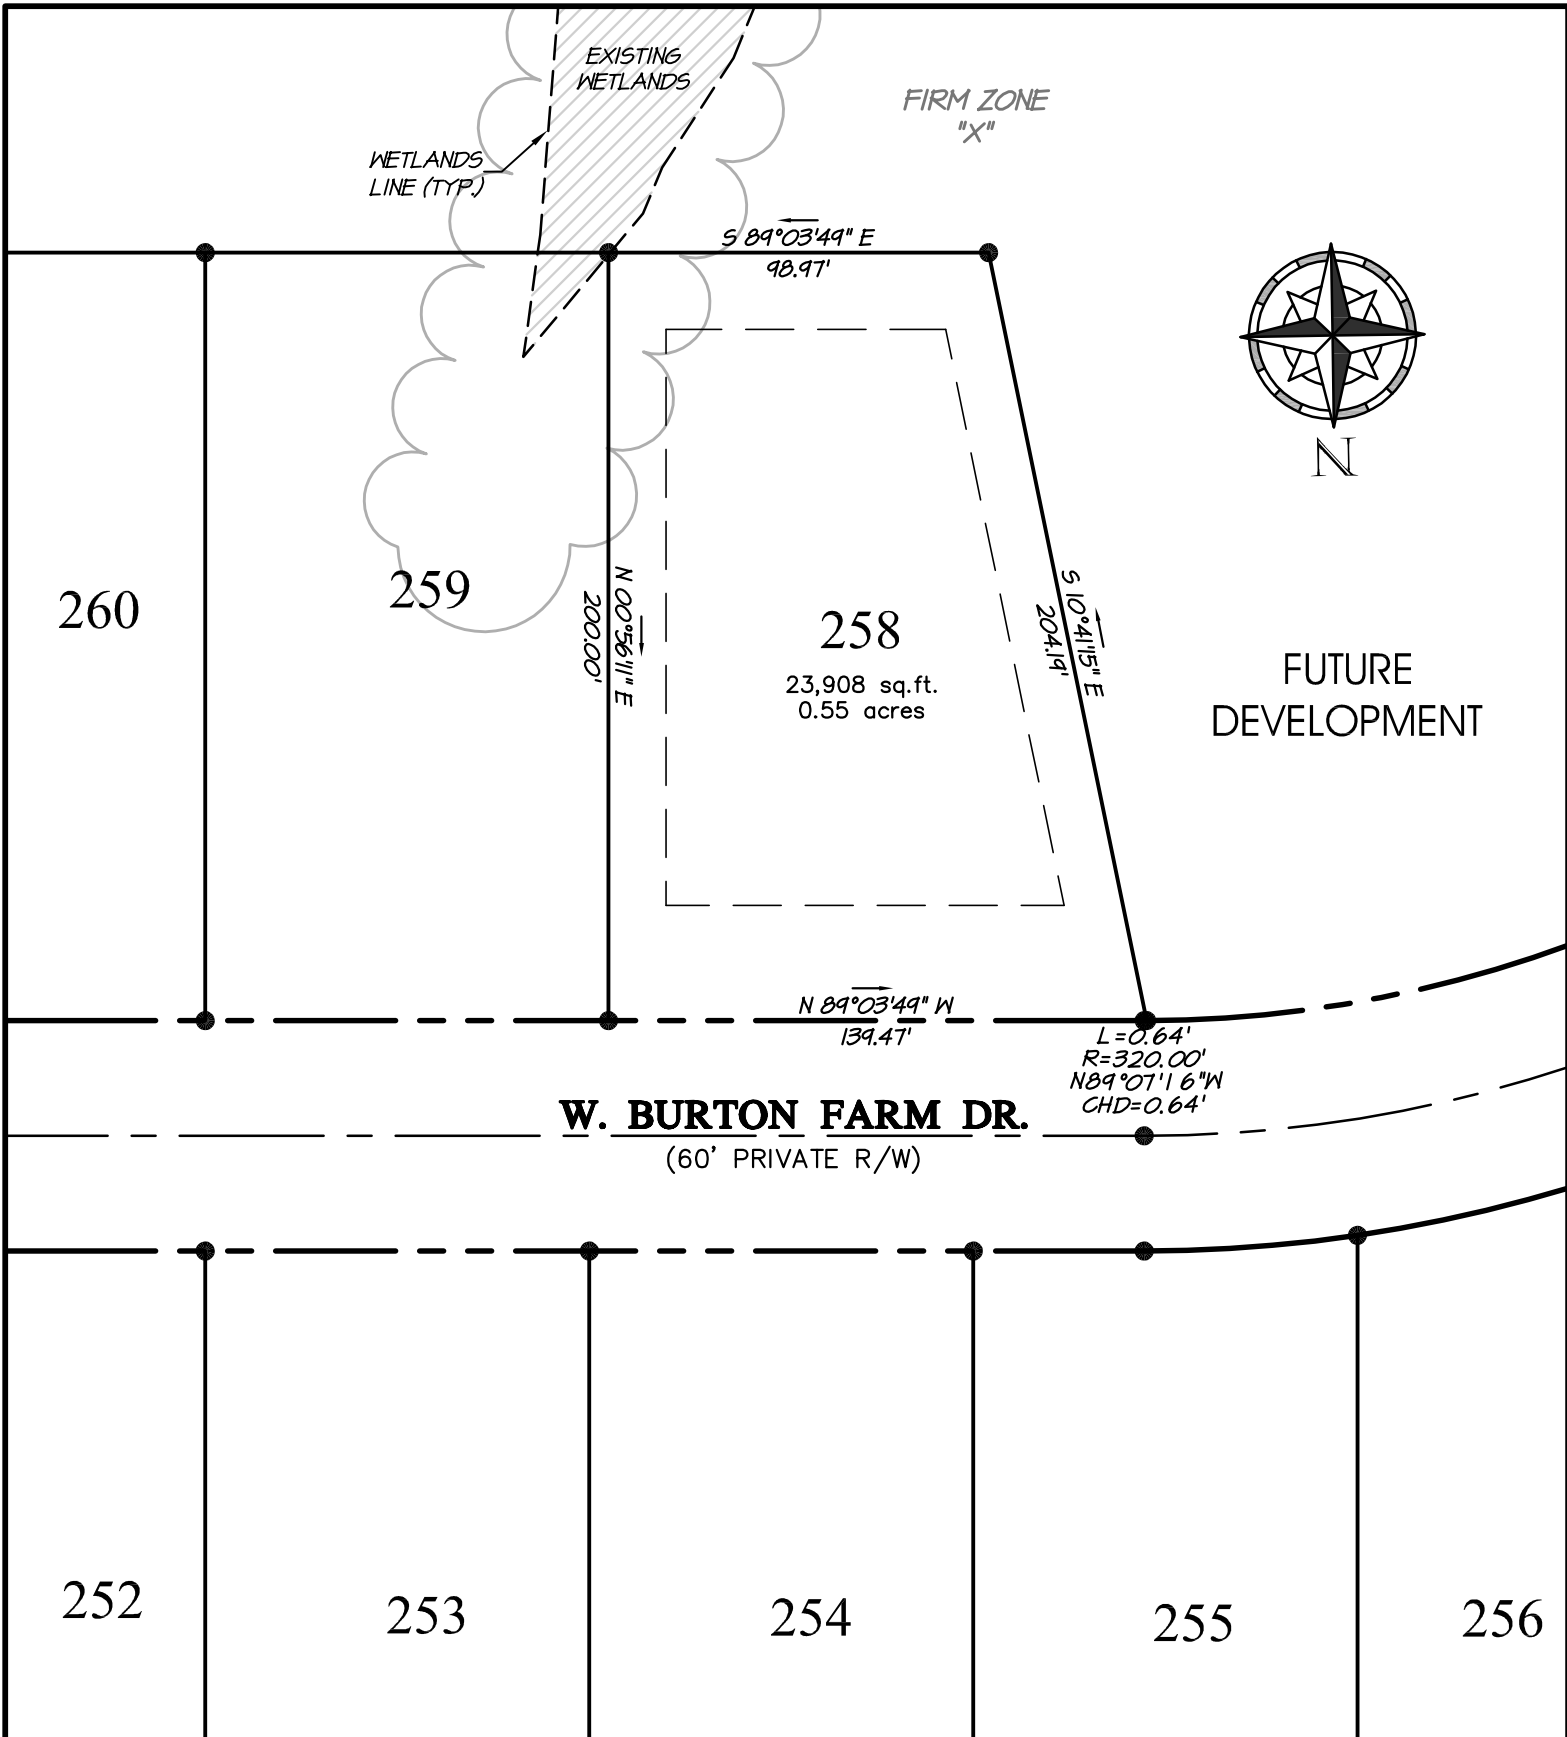 EXISTING
WETLANDS
FIRM ZONE
"X"
WETLANDS
LINE (TYP.)
S 89°03'49" E
98.97'
N
260
259
N 00°56'11" E
200.00'
258
23,908 sq.ft.
0.55 acres
S 10°41'15" E
204.19'
FUTURE
DEVELOPMENT
N 89°03'49" W
139.47'
L=0.64'
R=320.00'
N89°07'16"W
CHD=0.64'
W. BURTON FARM DR.
(60' PRIVATE R/W)
252
253
254
255
256